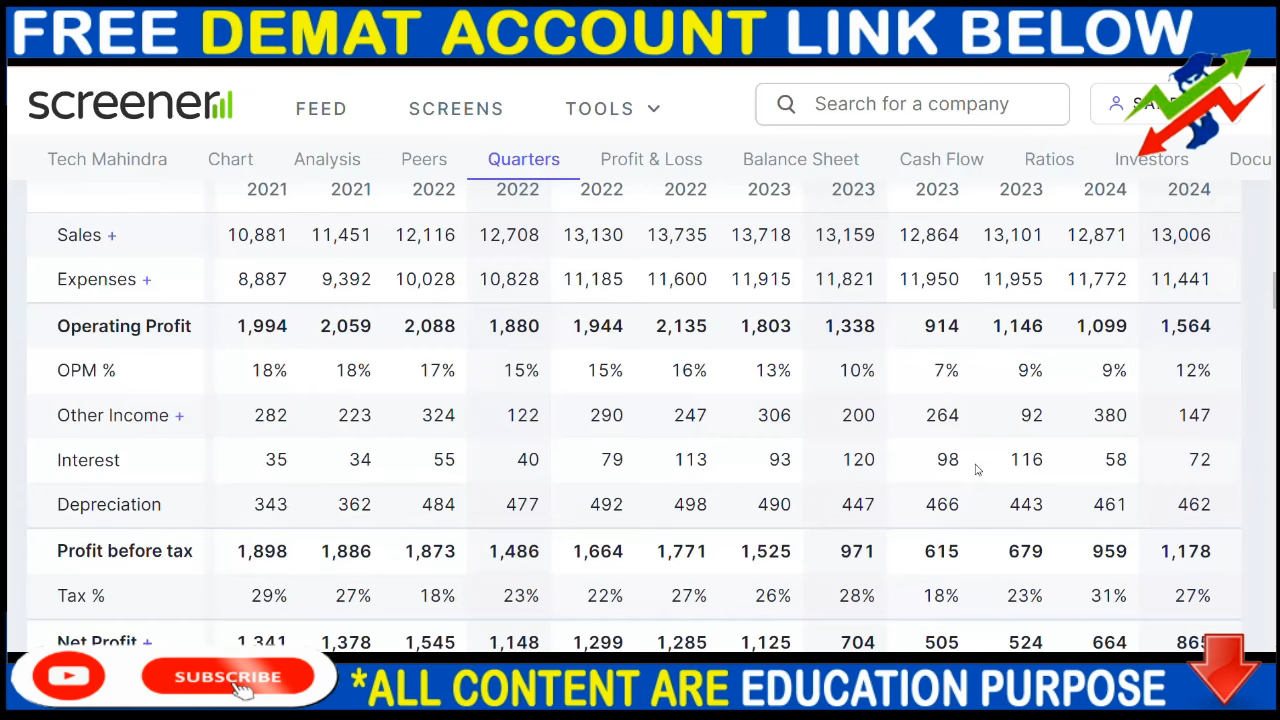 FREE DEMAT ACCOUNT LINK BELOW
screener FEED SCREENS TOOLS Search for a company
Tech Mahindra Chart Analysis Peers Quarters Profit & Loss Balance Sheet Cash Flow Ratios Investors Docu
2021 2021 2022 2022 2022 2022 2023 2023 2023 2023 2024 2024
Sales + 10,881 11,451 12,116 12,708 13,130 13,735 13,718 13,159 12,864 13,101 12,871 13,006
Expenses + 8,887 9,392 10,028 10,828 11,185 11,600 11,915 11,821 11,950 11,955 11,772 11,441
Operating Profit 1,994 2,059 2,088 1,880 1,944 2,135 1,803 1,338 914 1,146 1,099 1,564
OPM % 18% 18% 17% 15% 15% 16% 13% 10% 7% 9% 9% 12%
Other Income + 282 223 324 122 290 247 306 200 264 92 380 147
Interest 35 34 55 40 79 113 93 120 98 116 58 72
Depreciation 343 362 484 477 492 498 490 447 466 443 461 462
Profit before tax 1,898 1,886 1,873 1,486 1,664 1,771 1,525 971 615 679 959 1,178
Tax % 29% 27% 18% 23% 22% 27% 26% 28% 18% 23% 31% 27%
Net Profit + 1,341 1,378 1,545 1,148 1,299 1,285 1,125 704 505 524 664 865
SUBSCRIBE
*ALL CONTENT ARE EDUCATION PURPOSE